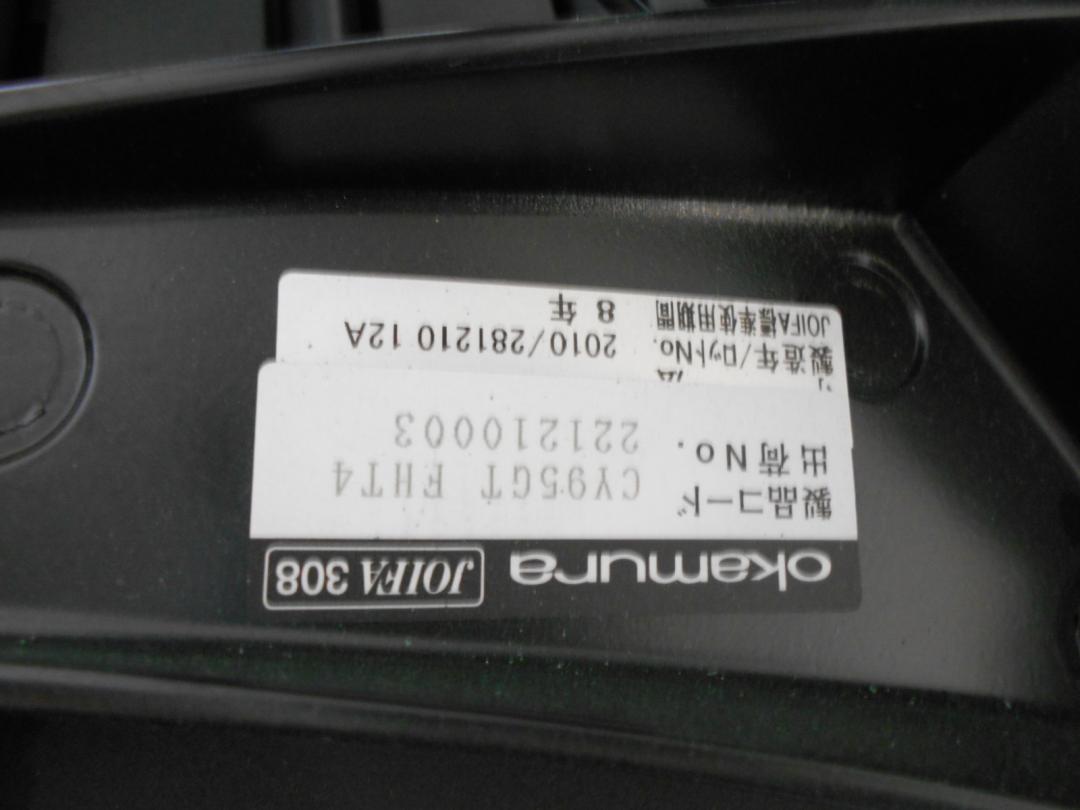 okamura JOIFA 308
製品コード CY95GT FHT4
出荷No. 221210003
製造年/ロットNo. 2010/281210 12A
JOIFA標準使用期間 8年